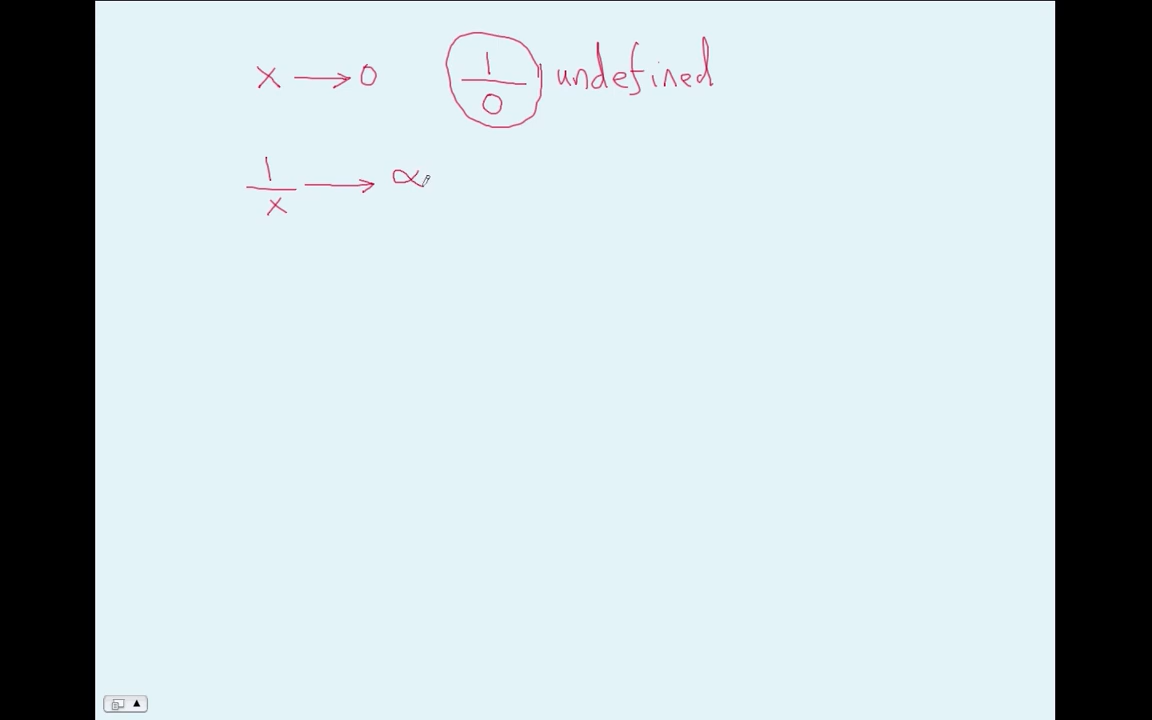 x → 0 1/0 undefined
1/x → ∝